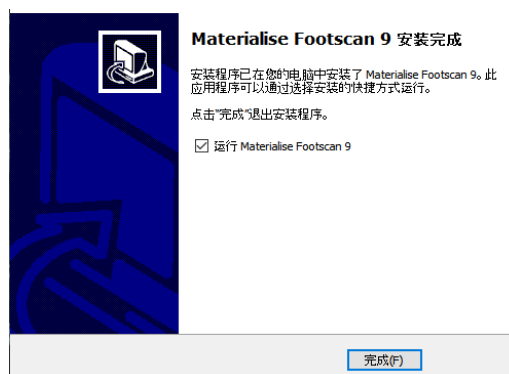 Materialise Footscan 9 安装完成
安装程序已在您的电脑中安装了 Materialise Footscan 9。此
应用程序可以通过选择安装的快捷方式运行。
点击“完成”退出安装程序。
运行 Materialise Footscan 9
完成(F)